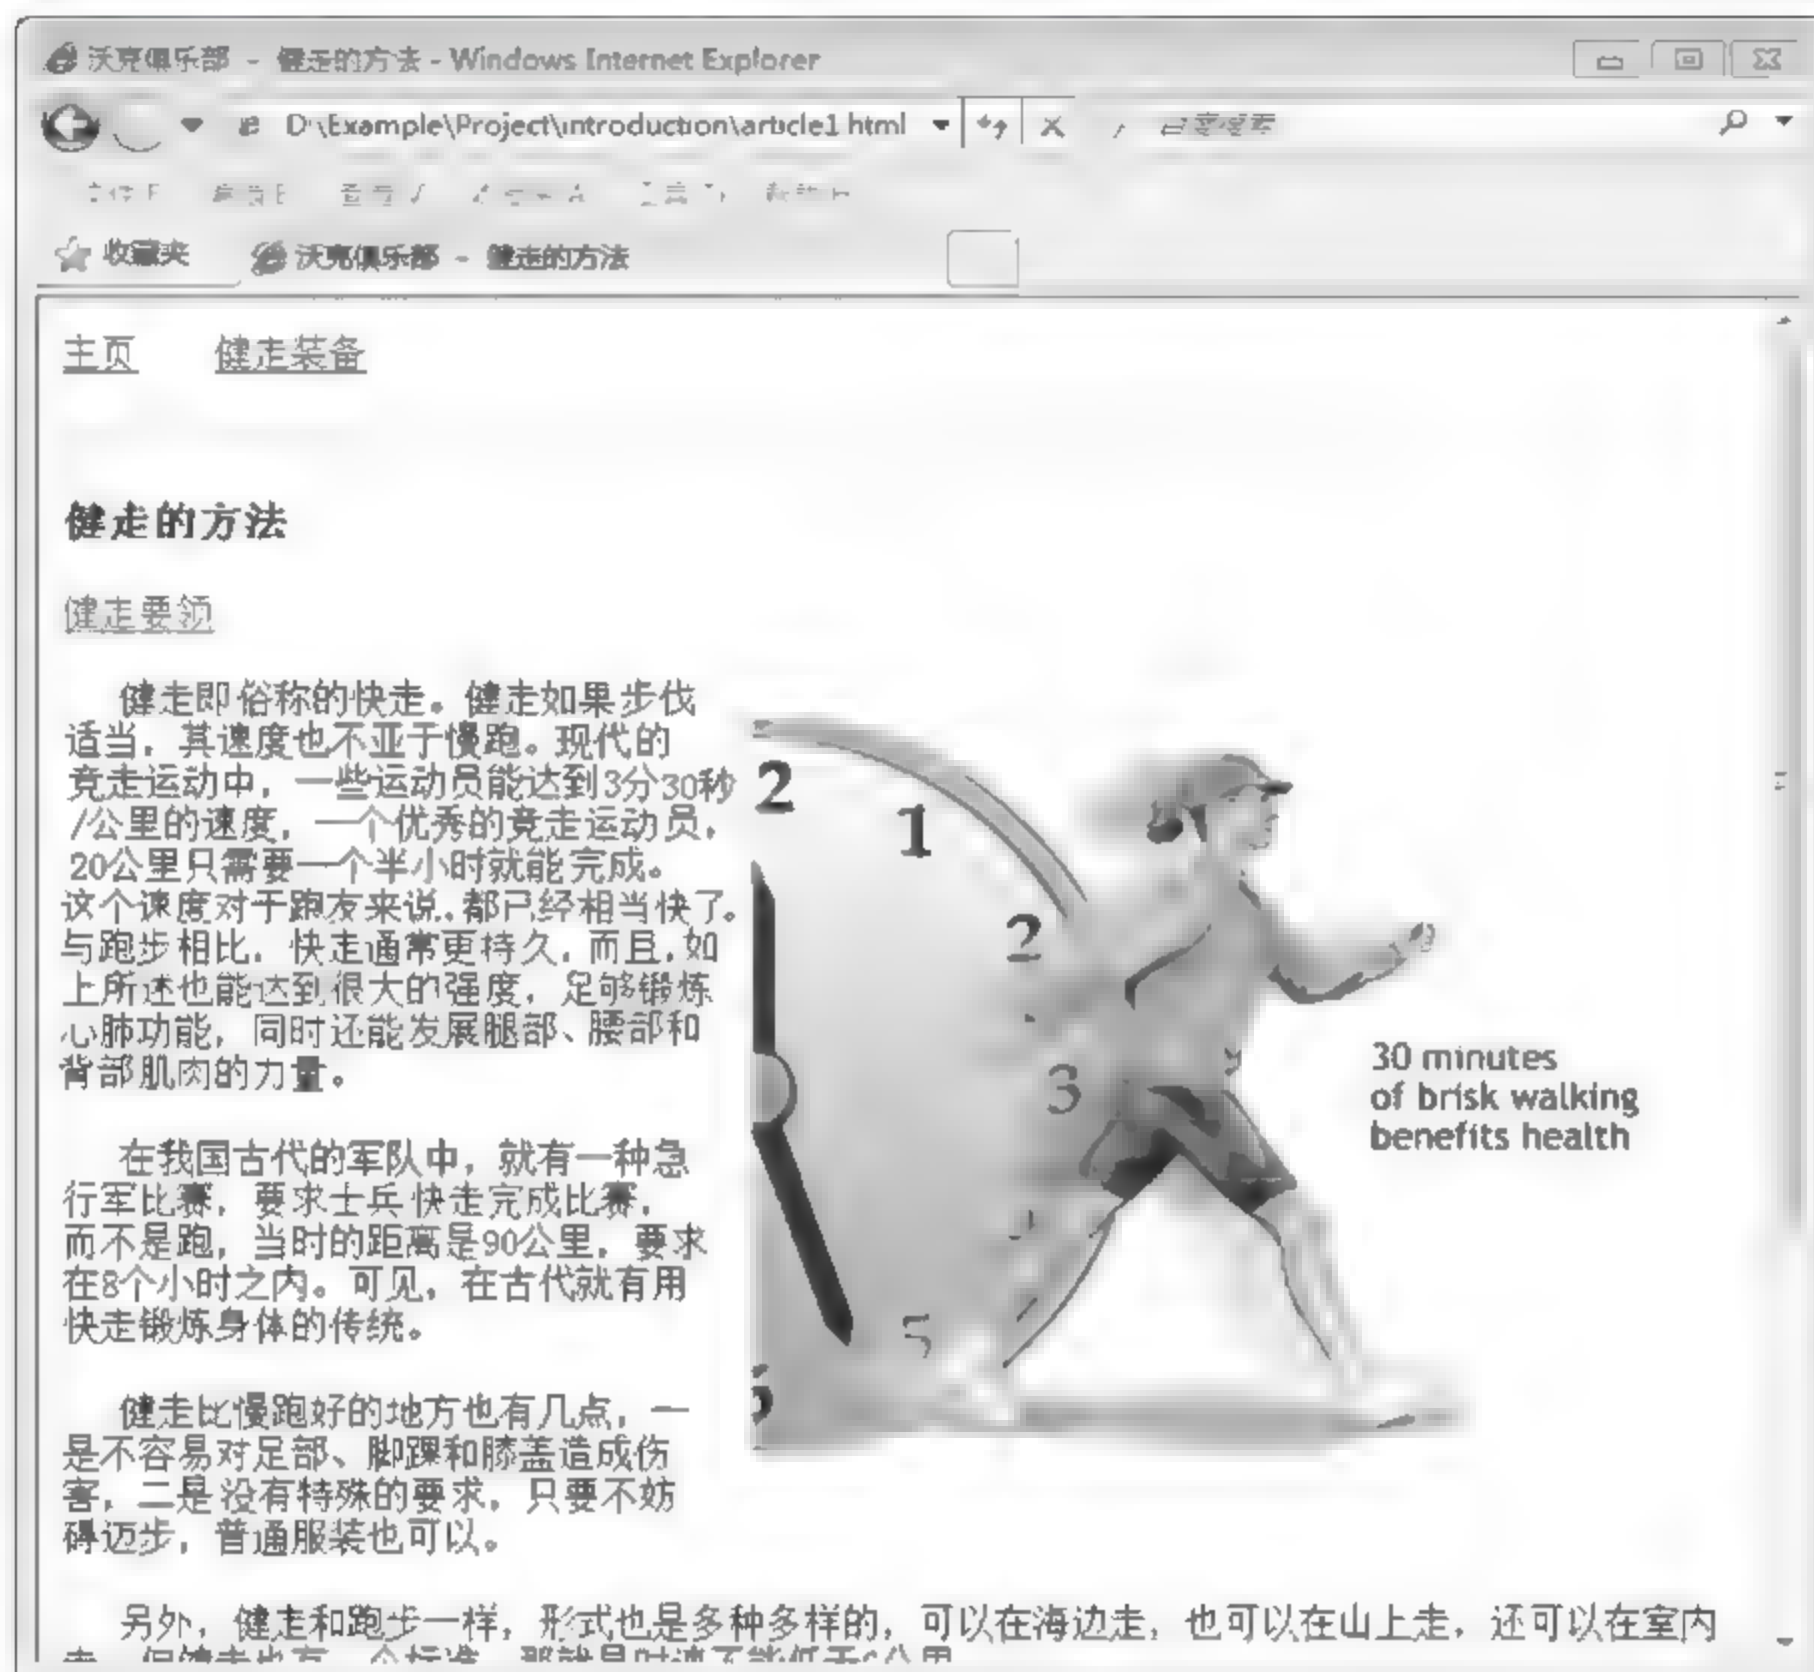 沃克俱乐部 - 健走的方法 - Windows Internet Explorer
D:\Example\Project\introduction\article1.html
收藏夹
沃克俱乐部 - 健走的方法
主页 健走装备
健走的方法
健走要领
健走即俗称的快走。健走如果步伐
适当，其速度也不亚于慢跑。现代的
竞走运动中，一些运动员能达到3分30秒
/公里的速度，一个优秀的竞走运动员，
20公里只需要一个半小时就能完成。
这个速度对于跑友来说，都已经相当快了。
与跑步相比，快走通常更持久，而且，如
上所述也能达到很大的强度，足够锻炼
心肺功能，同时还能发展腿部、腰部和
背部肌肉的力量。
在我国古代的军队中，就有一种急
行军比赛，要求士兵快走完成比赛，
而不是跑，当时的距离是90公里，要求
在8个小时之内。可见，在古代就有用
快走锻炼身体的传统。
健走比慢跑好的地方也有几点，一
是不容易对足部、脚踝和膝盖造成伤
害，二是没有特殊的要求，只要不妨
碍迈步，普通服装也可以。
2
1
2
3
5
30 minutes
of brisk walking
benefits health
另外，健走和跑步一样，形式也是多种多样的，可以在海边走，也可以在山上走，还可以在室内